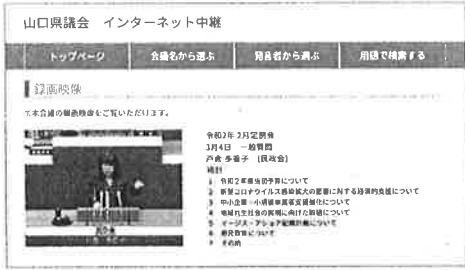 山口県議会 インターネット中継
トップページ 会議名から選ぶ 発言者から選ぶ 用語で検索する
録画映像
※本会議の録画映像をご覧いただけます。
令和2年 2月定例会
3月4日 一般質問
戸倉 多香子 (民政会)
1 令和2年度当初予算について
2 新型コロナウイルス感染拡大の影響に対する経済的支援について
3 中小企業・小規模事業者支援強化について
4 地域共生社会の実現に向けた取組について
5 イージス・アショア配備計画について
6 県民政策について
7 その他